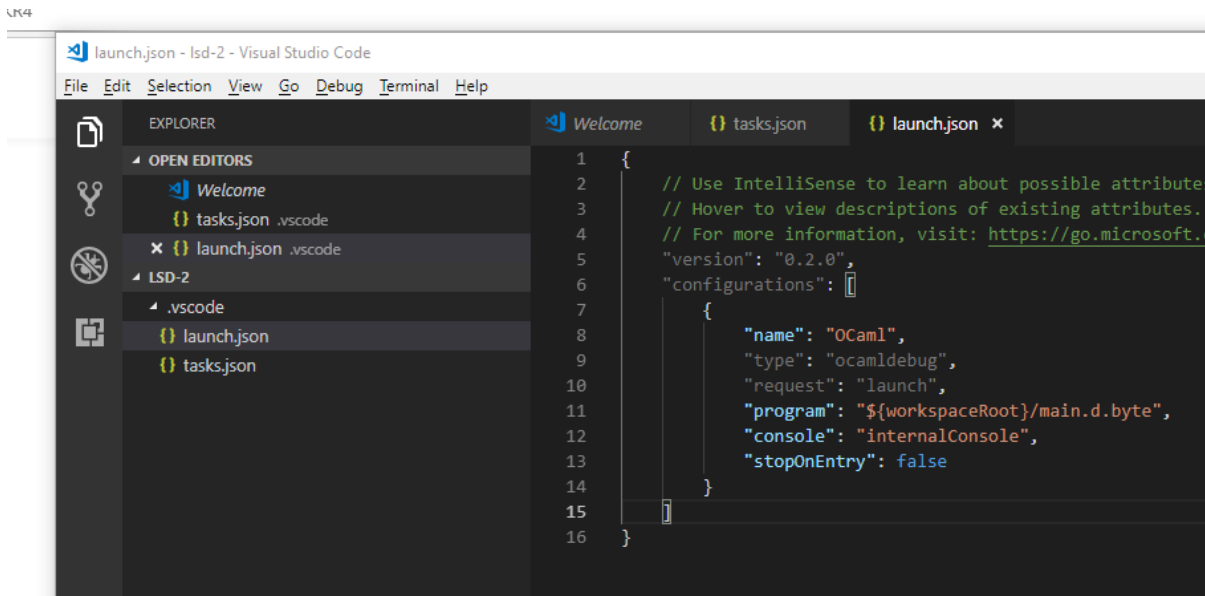 launch.json - lsd-2 - Visual Studio Code
File Edit Selection View Go Debug Terminal Help
EXPLORER
OPEN EDITORS
Welcome
tasks.json .vscode
launch.json .vscode
LSD-2
.vscode
{} launch.json
{} tasks.json
Welcome {} tasks.json {} launch.json ×
1 {
2 // Use IntelliSense to learn about possible attributes
3 // Hover to view descriptions of existing attributes.
4 // For more information, visit: https://go.microsoft.
5 "version": "0.2.0",
6 "configurations": [
7 {
8 "name": "OCaml",
9 "type": "ocamldebug",
10 "request": "launch",
11 "program": "${workspaceRoot}/main.d.byte",
12 "console": "internalConsole",
13 "stopOnEntry": false
14 }
15 ]
16 }